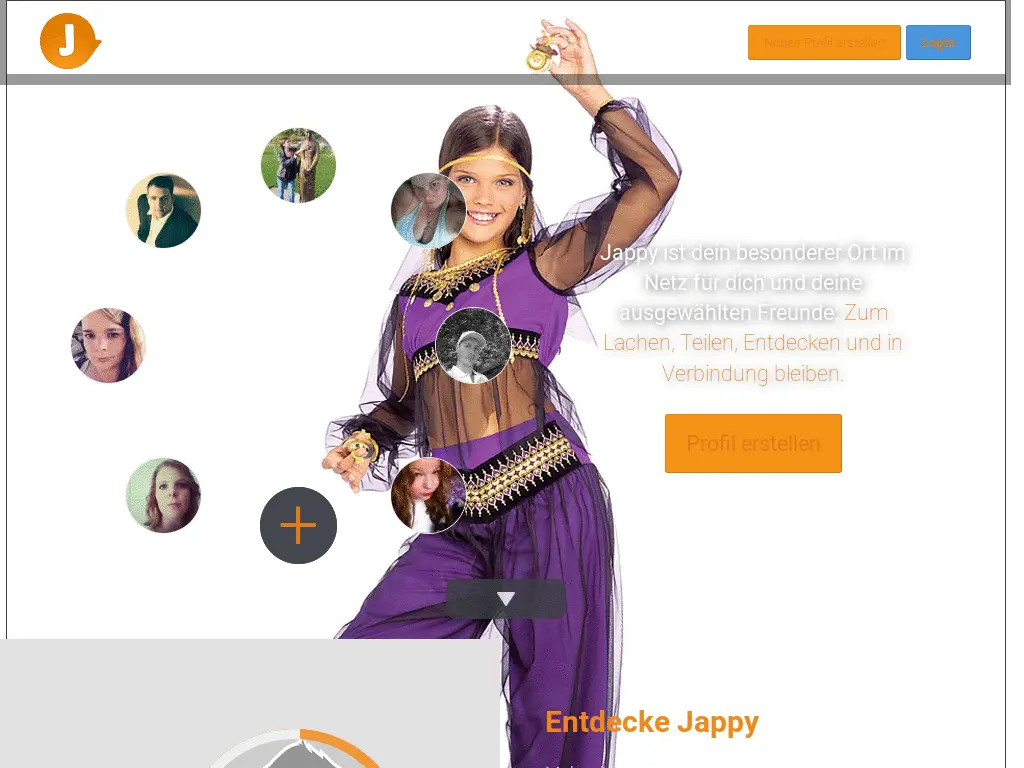 J
Neues Profil erstellen
Login
Jappy ist dein besonderer Ort im
Netz für dich und deine
ausgewählten Freunde. Zum
Lachen, Teilen, Entdecken und in
Verbindung bleiben.
Profil erstellen
Entdecke Jappy